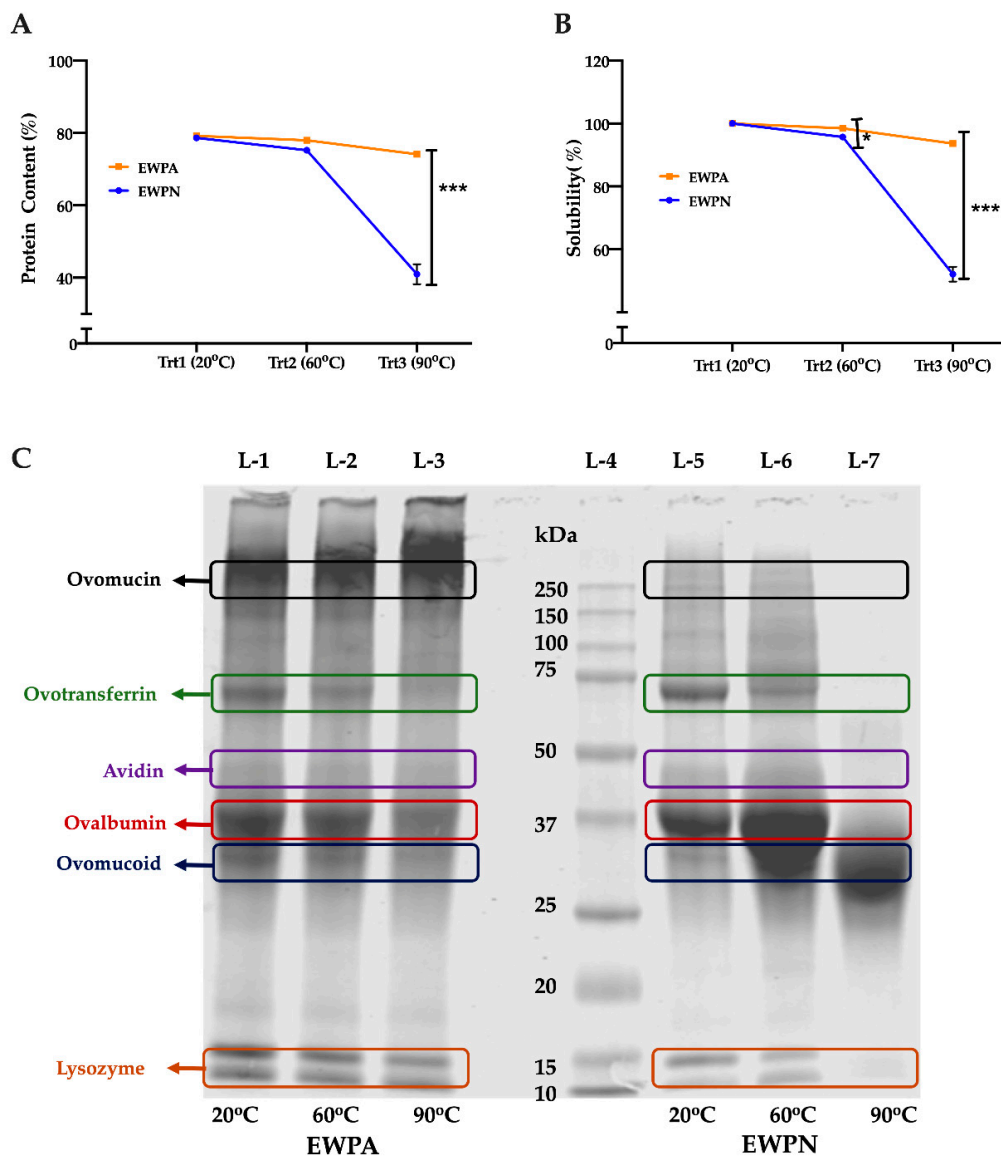 A
B
100
80
60
40
0
Protein Content (%)
EWPA
EWPN
***
Trt1 (20°C)
Trt2 (60°C)
Trt3 (90°C)
120
100
80
60
0
Solubility( %)
EWPA
EWPN
*
***
Trt1 (20°C)
Trt2 (60°C)
Trt3 (90°C)
C
L-1 L-2 L-3 L-4 L-5 L-6 L-7
kDa
Ovomucin
250
150
100
75
Ovotransferrin
50
Avidin
Ovalbumin
37
Ovomucoid
25
20
Lysozyme
15
10
20°C 60°C 90°C 20°C 60°C 90°C
EWPA EWPN